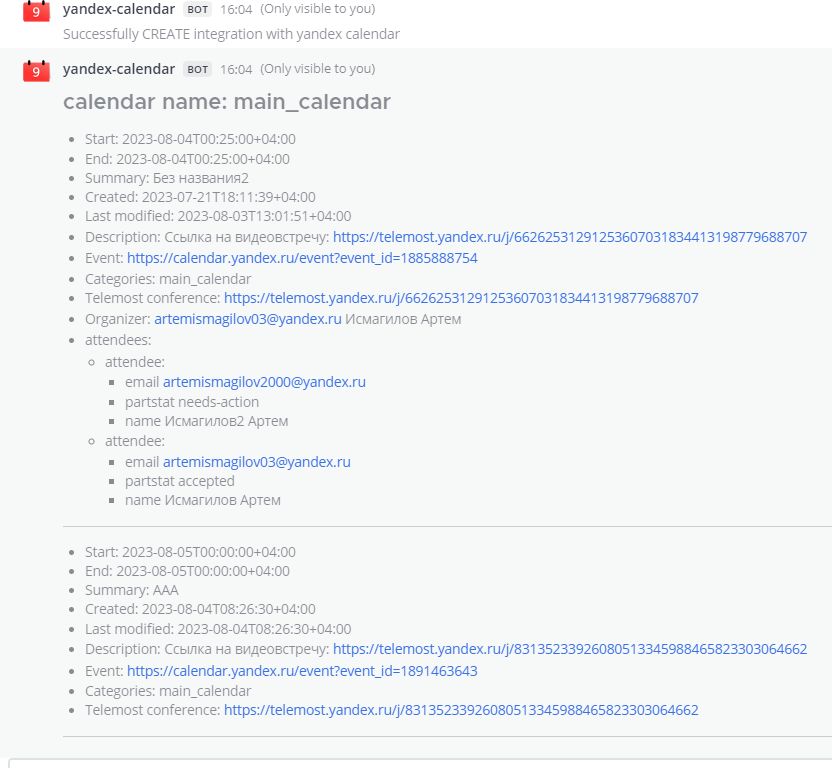 9 yandex-calendar BOT 16:04 (Only visible to you)
Successfully CREATE integration with yandex calendar
9 yandex-calendar BOT 16:04 (Only visible to you)
calendar name: main_calendar
Start: 2023-08-04T00:25:00+04:00
End: 2023-08-04T00:25:00+04:00
Summary: Без названия2
Created: 2023-07-21T18:11:39+04:00
Last modified: 2023-08-03T13:01:51+04:00
Description: Ссылка на видеовстречу: https://telemost.yandex.ru/j/66262531291253607031834413198779688707
Event: https://calendar.yandex.ru/event?event_id=1885888754
Categories: main_calendar
Telemost conference: https://telemost.yandex.ru/j/66262531291253607031834413198779688707
Organizer: artemismagilov03@yandex.ru Исмагилов Артем
attendees:
attendee:
email artemismagilov2000@yandex.ru
partstat needs-action
name Исмагилов2 Артем
attendee:
email artemismagilov03@yandex.ru
partstat accepted
name Исмагилов Артем
Start: 2023-08-05T00:00:00+04:00
End: 2023-08-05T00:00:00+04:00
Summary: AAA
Created: 2023-08-04T08:26:30+04:00
Last modified: 2023-08-04T08:26:30+04:00
Description: Ссылка на видеовстречу: https://telemost.yandex.ru/j/83135233926080513345988465823303064662
Event: https://calendar.yandex.ru/event?event_id=1891463643
Categories: main_calendar
Telemost conference: https://telemost.yandex.ru/j/83135233926080513345988465823303064662